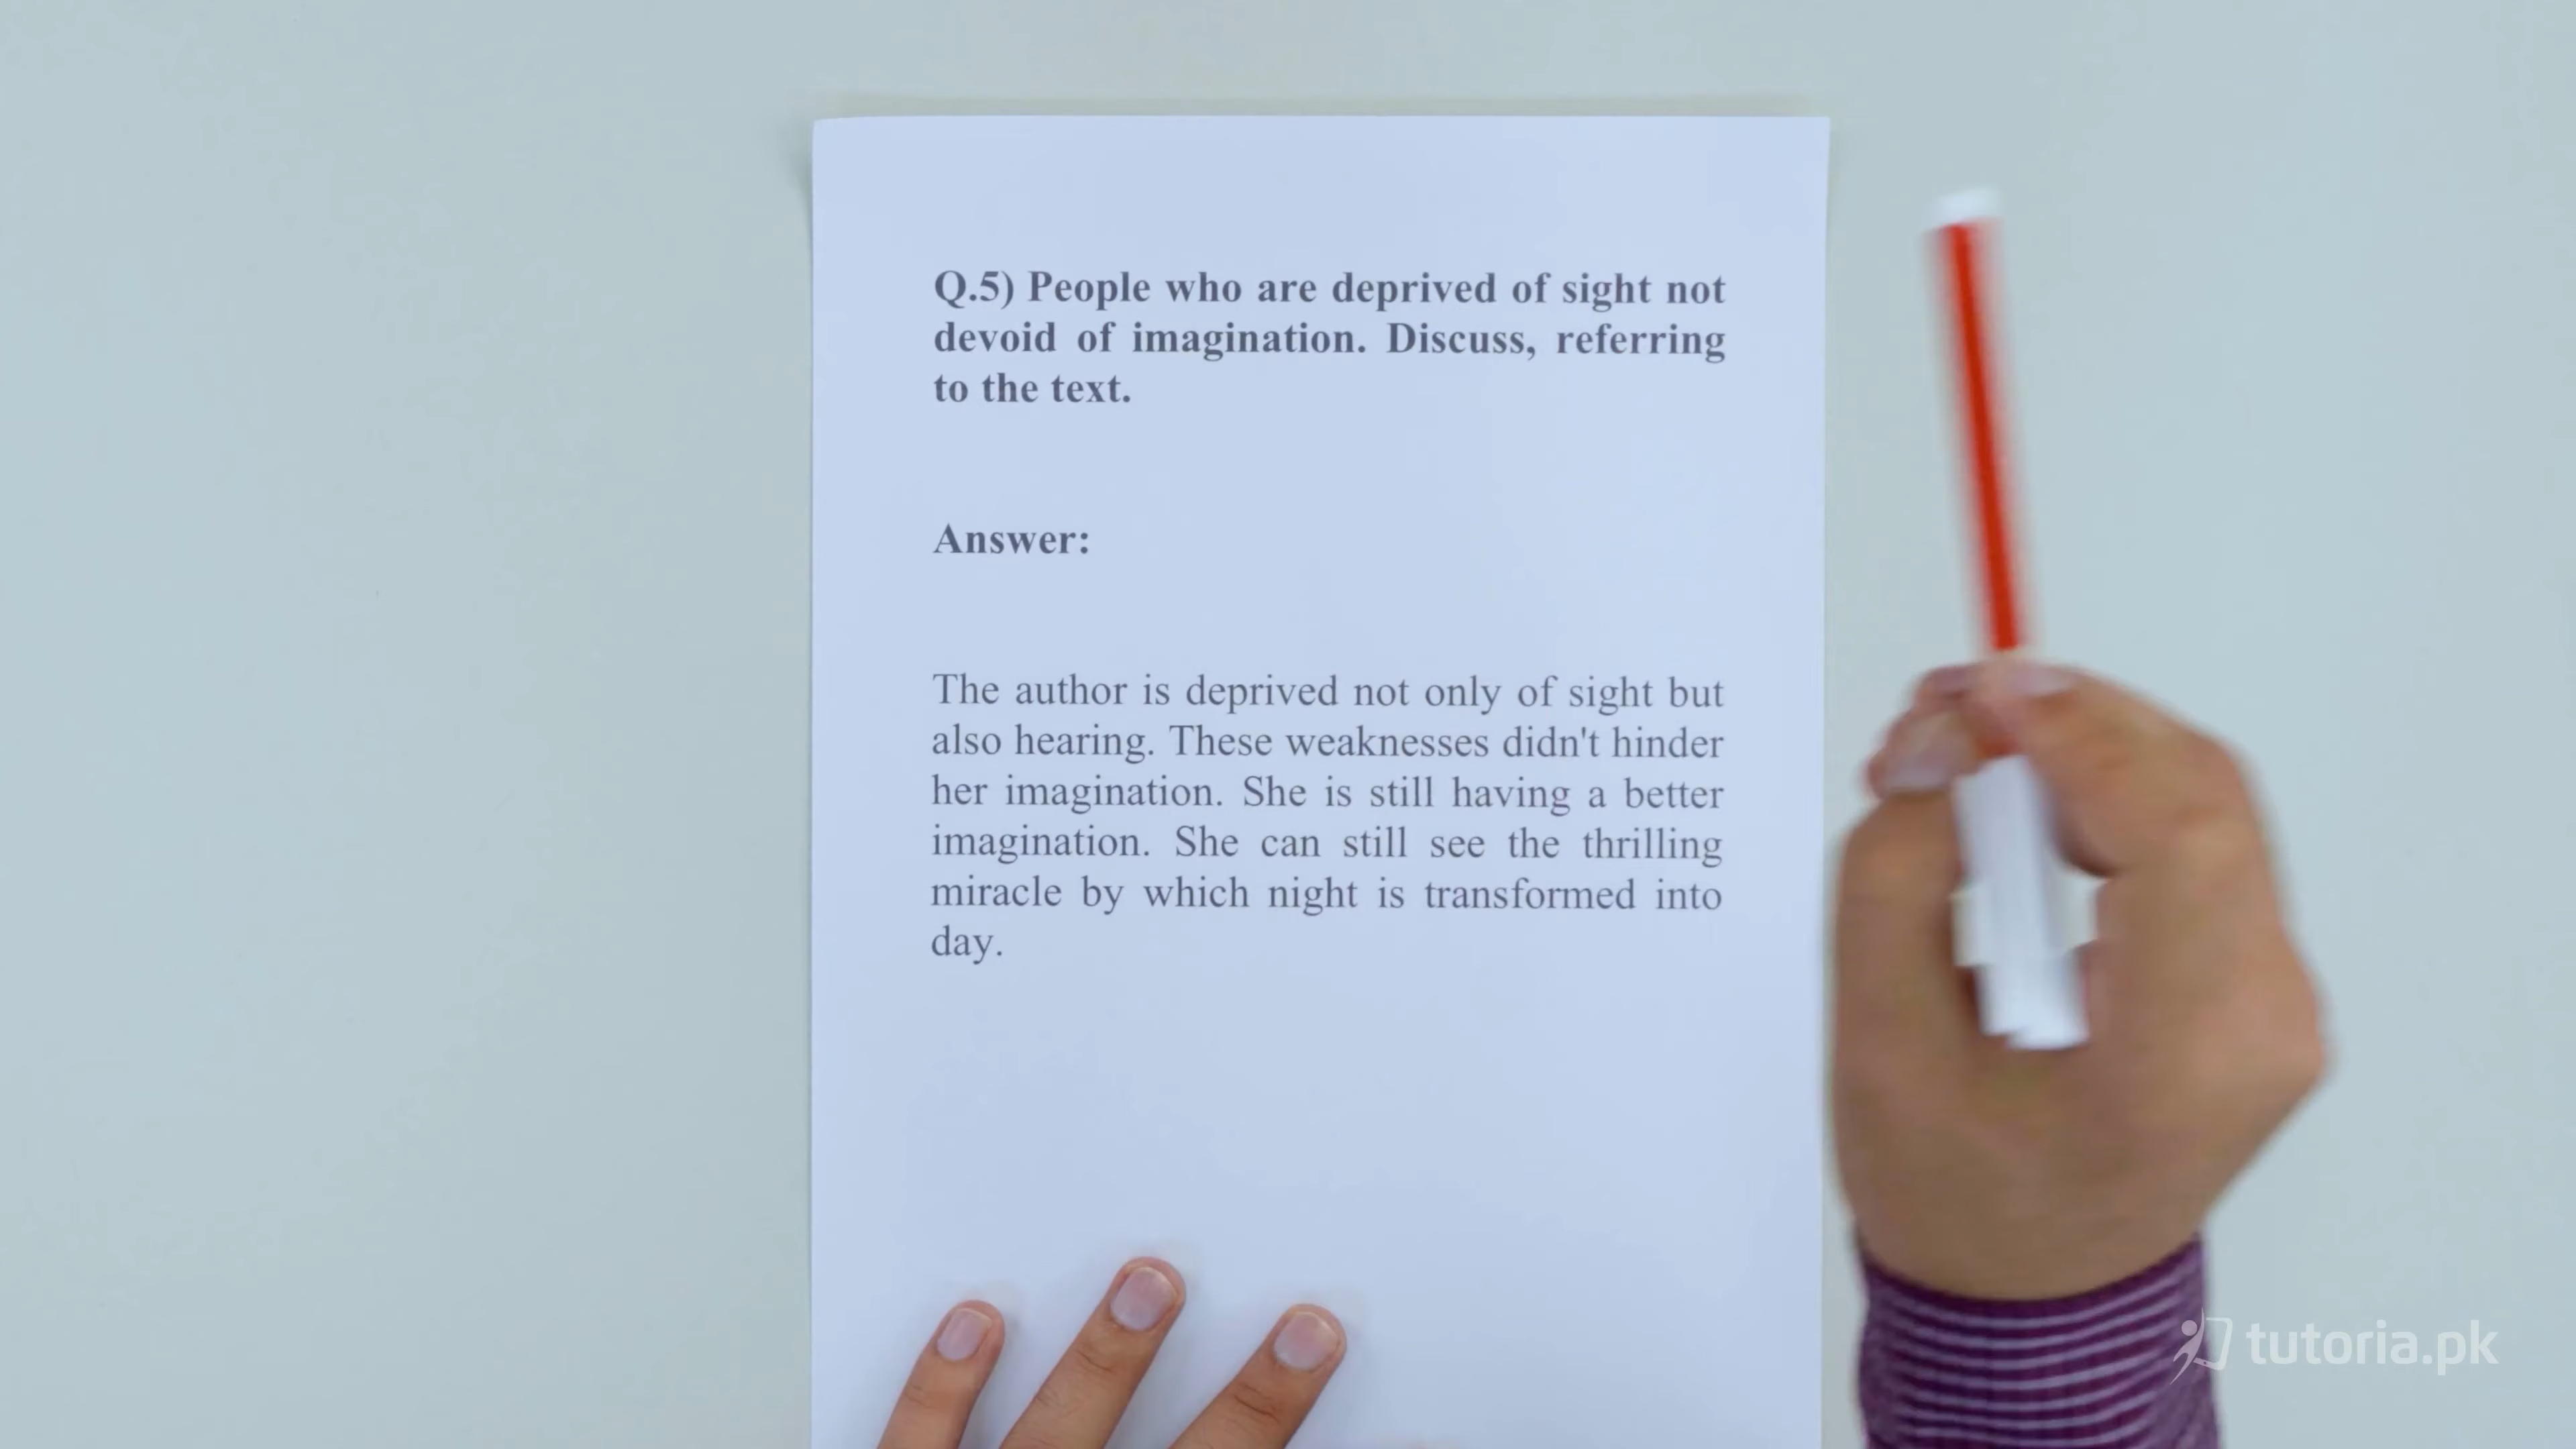 Q.5) People who are deprived of sight not
devoid of imagination. Discuss, referring
to the text.
Answer:
The author is deprived not only of sight but
also hearing. These weaknesses didn't hinder
her imagination. She is still having a better
imagination. She can still see the thrilling
miracle by which night is transformed into
day.
tutoria.pk